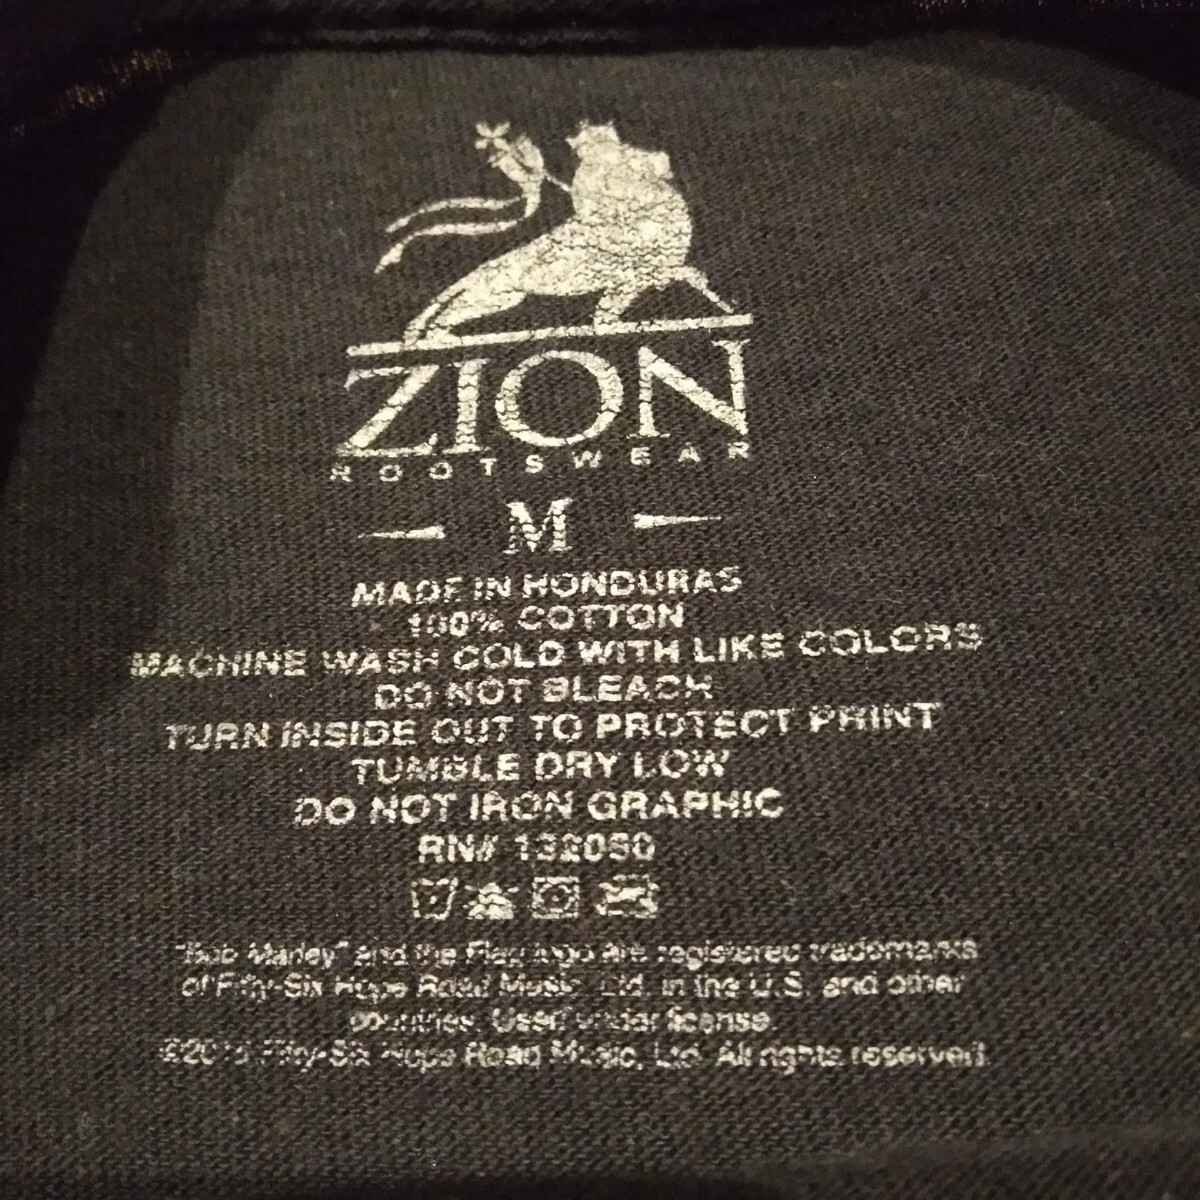 ZION
ROOTSWEAR
M
MADE IN HONDURAS
100% COTTON
MACHINE WASH COLD WITH LIKE COLORS
DO NOT BLEACH
TURN INSIDE OUT TO PROTECT PRINT
TUMBLE DRY LOW
DO NOT IRON GRAPHIC
RN#
"Bob Marley" and the Flag logo are registered trademarks
of Fifty-Six Hope Road Music, Ltd. in the U.S. and other
countries. Used under license.
Fifty-Six Hope Road Music, Ltd. All rights reserved.